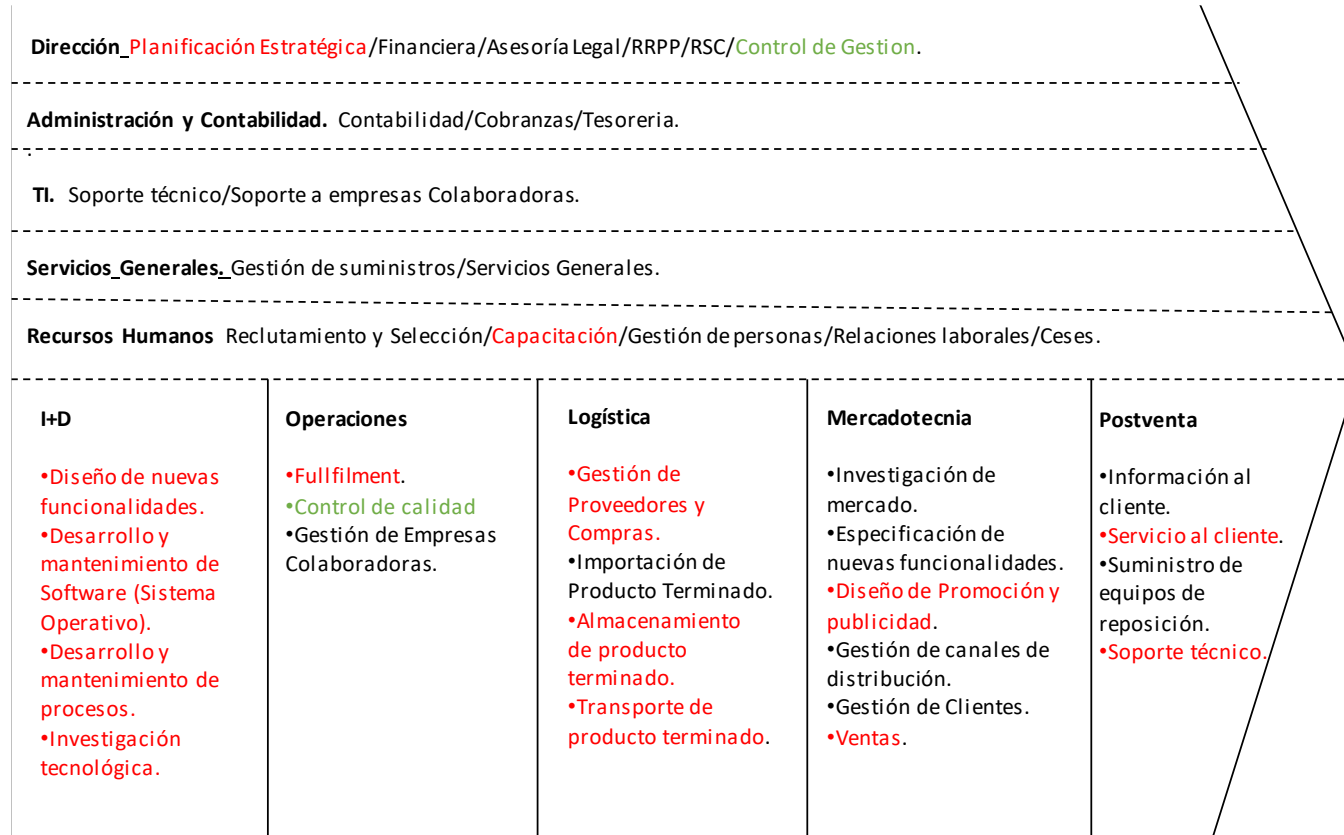 Dirección_Planificación Estratégica/Financiera/Asesoría Legal/RRPP/RSC/Control de Gestion.
Administración y Contabilidad. Contabilidad/Cobranzas/Tesoreria.
.
TI. Soporte técnico/Soporte a empresas Colaboradoras.
Servicios_Generales._Gestión de suministros/Servicios Generales.
Recursos Humanos Reclutamiento y Selección/Capacitación/Gestión de personas/Relaciones laborales/Ceses.
I+D
•Diseño de nuevas
funcionalidades.
•Desarrollo y
mantenimiento de
Software (Sistema
Operativo).
•Desarrollo y
mantenimiento de
procesos.
•Investigación
tecnológica.
Operaciones
•Fullfilment.
•Control de calidad
•Gestión de Empresas
Colaboradoras.
Logística
•Gestión de
Proveedores y
Compras.
•Importación de
Producto Terminado.
•Almacenamiento
de producto
terminado.
•Transporte de
producto terminado.
Mercadotecnia
•Investigación de
mercado.
•Especificación de
nuevas funcionalidades.
•Diseño de Promoción y
publicidad.
•Gestión de canales de
distribución.
•Gestión de Clientes.
•Ventas.
Postventa
•Información al
cliente.
•Servicio al cliente.
•Suministro de
equipos de
reposición.
•Soporte técnico.